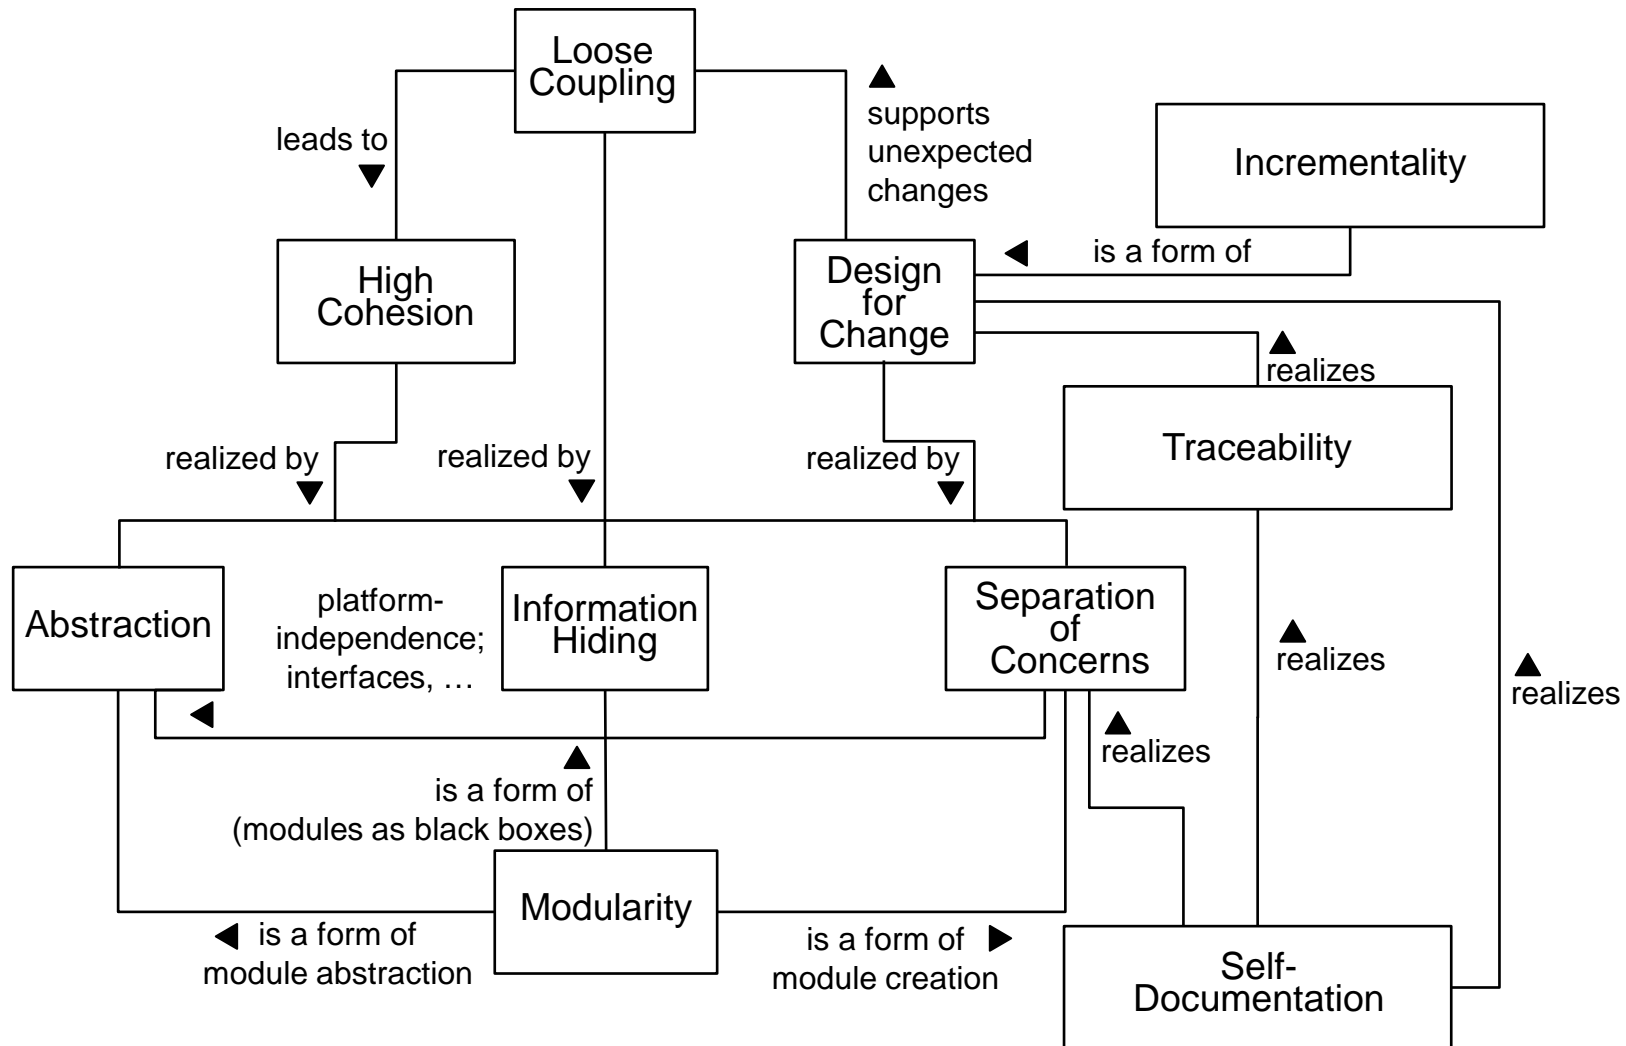 Loose
Coupling
supports
unexpected
changes
leads to
Incrementality
is a form of
High
Cohesion
Design
for
Change
realizes
Traceability
realized by
realized by
realized by
Abstraction
platform-
independence;
interfaces, …
Information
Hiding
Separation
of
Concerns
realizes
realizes
realizes
is a form of
(modules as black boxes)
Modularity
is a form of
module abstraction
is a form of
module creation
Self-
Documentation